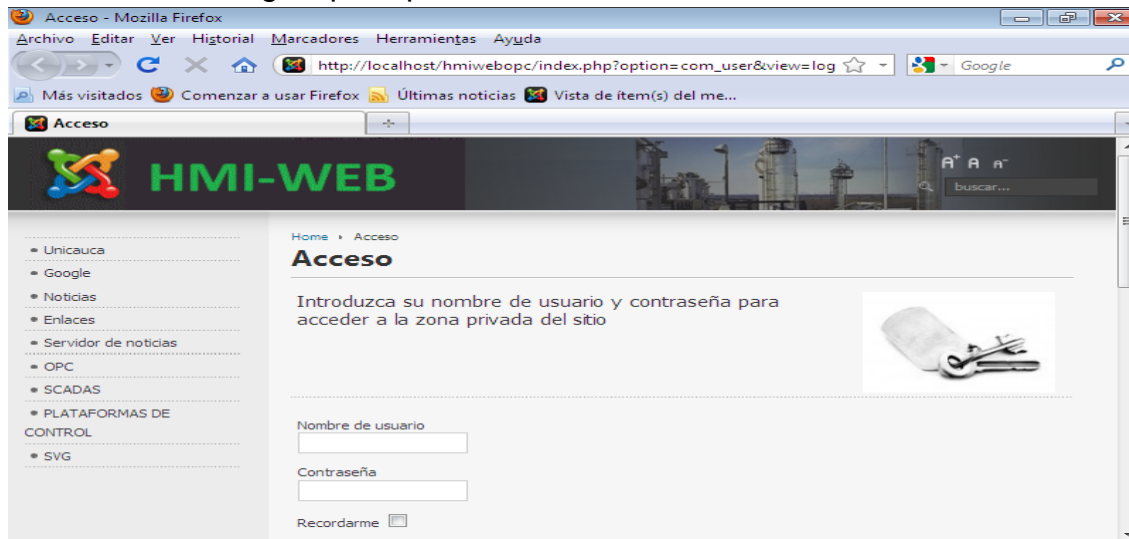 Acceso - Mozilla Firefox
Archivo Editar Ver Historial Marcadores Herramientas Ayuda
http://localhost/hmiwebopc/index.php?option=com_user&view=log
Google
Más visitados Comenzar a usar Firefox Últimas noticias Vista de ítem(s) del me...
Acceso
HMI-WEB
A+ A A-
buscar...
Home Acceso
Acceso
Unicauca
Google
Noticias
Enlaces
Servidor de noticias
OPC
SCADAS
PLATAFORMAS DE
CONTROL
SVG
Introduzca su nombre de usuario y contraseña para
acceder a la zona privada del sitio
Nombre de usuario
Contraseña
Recordarme